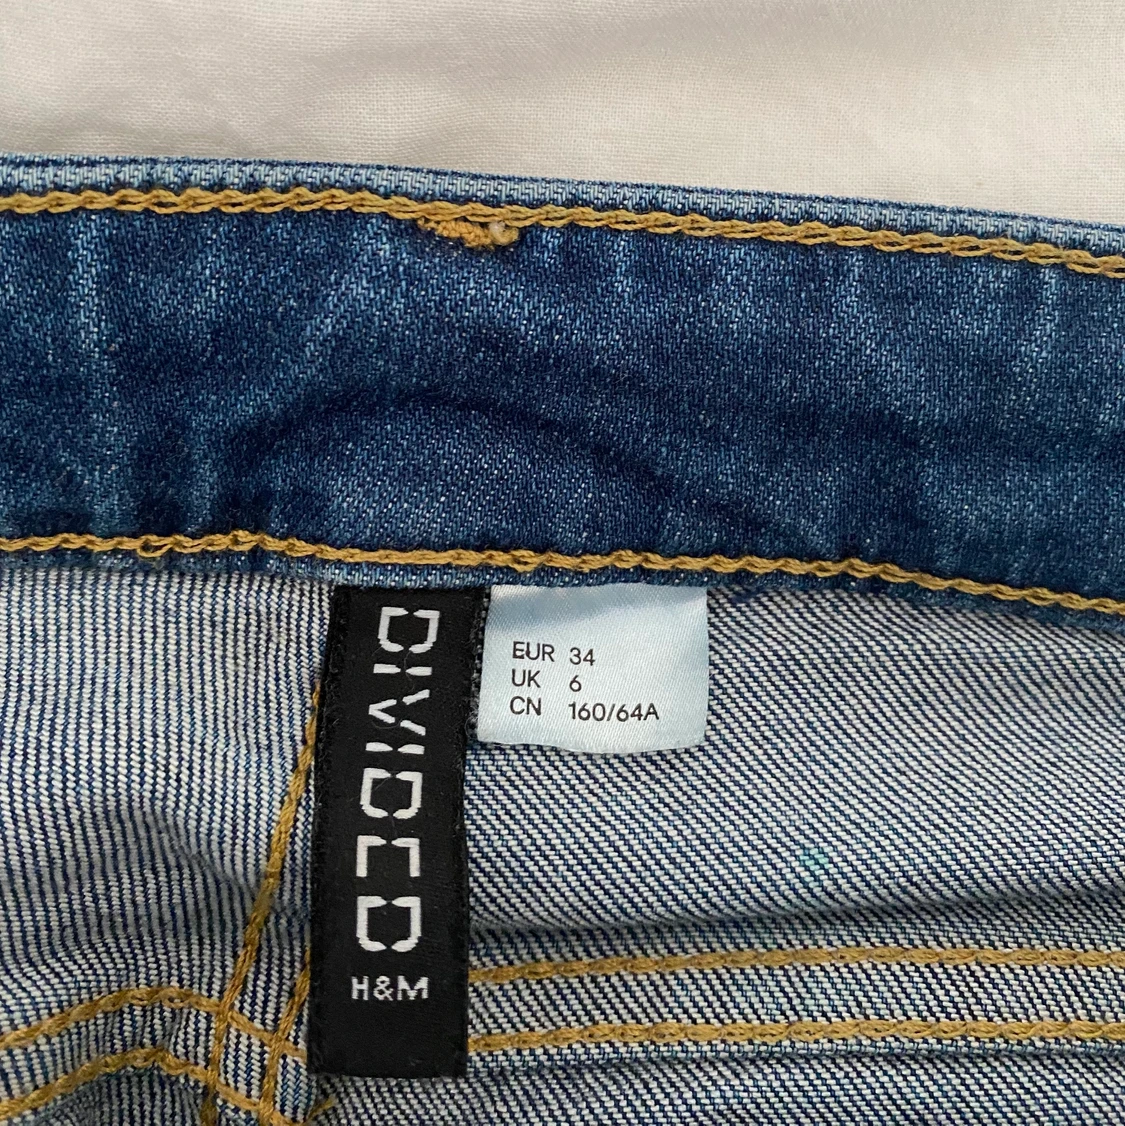 DIVIDED
H&M
EUR 34
UK 6
CN 160/64A